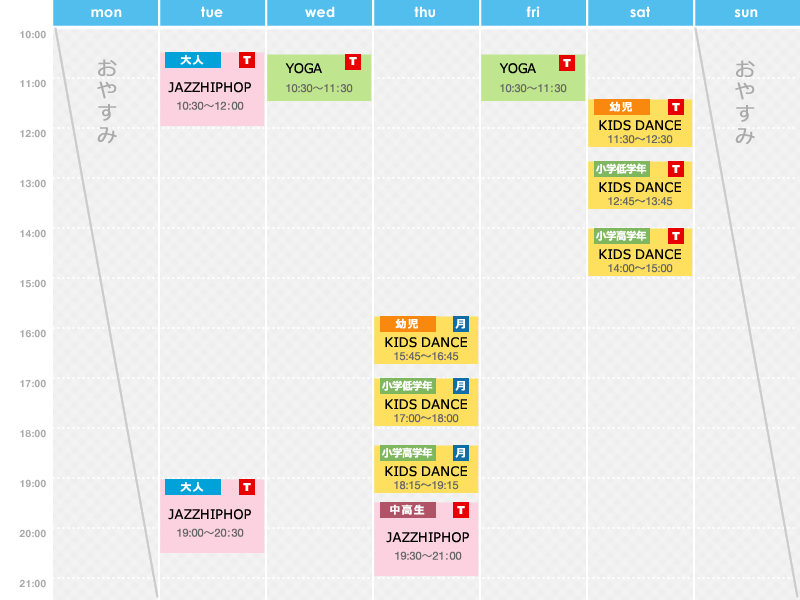 mon tue wed thu fri sat sun
10:00
11:00
12:00
13:00
14:00
15:00
16:00
17:00
18:00
19:00
20:00
21:00
おやすみ
大人 T
JAZZHIPHOP
10:30～12:00
大人 T
JAZZHIPHOP
19:00～20:30
T
YOGA
10:30～11:30
幼児 月
KIDS DANCE
15:45～16:45
小学低学年 月
KIDS DANCE
17:00～18:00
小学高学年 月
KIDS DANCE
18:15～19:15
中高生 T
JAZZHIPHOP
19:30～21:00
T
YOGA
10:30～11:30
幼児 T
KIDS DANCE
11:30～12:30
小学低学年 T
KIDS DANCE
12:45～13:45
小学高学年 T
KIDS DANCE
14:00～15:00
おやすみ